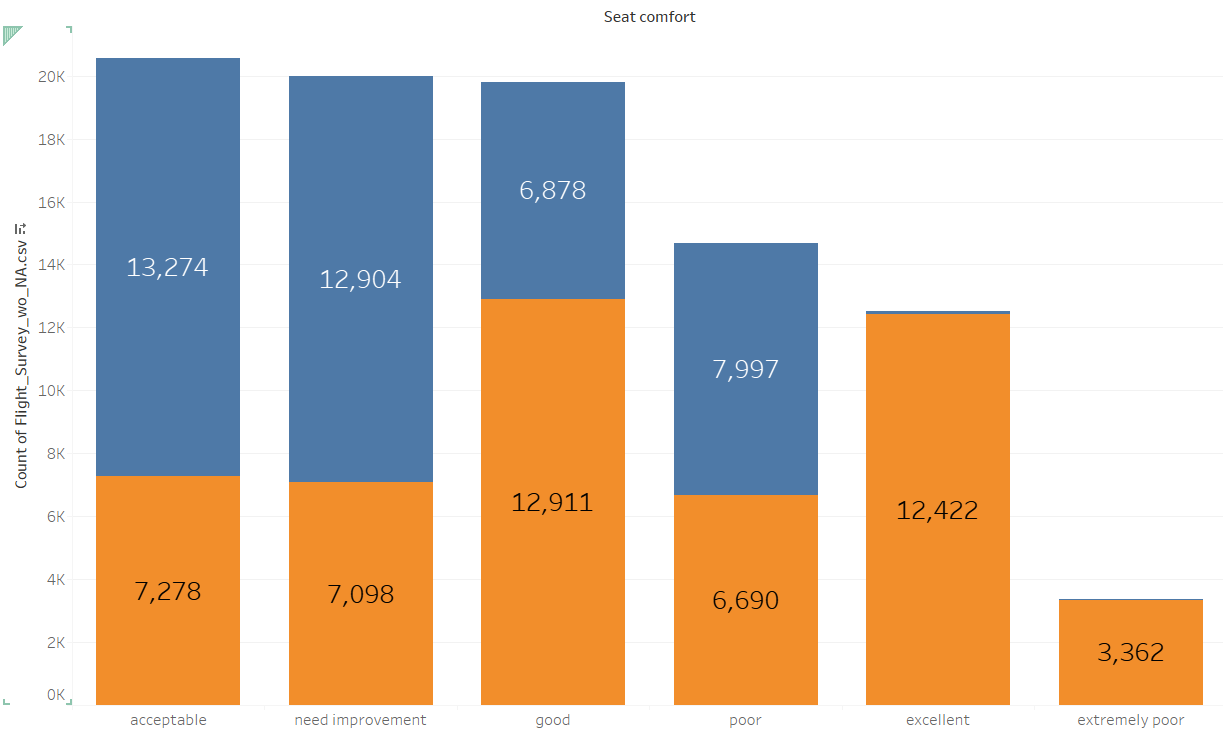 Seat comfort
Count of Flight_Survey_wo_NA.csv
20K
18K
16K
14K
12K
10K
8K
6K
4K
2K
0K
13,274
7,278
12,904
7,098
6,878
12,911
7,997
6,690
12,422
3,362
acceptable
need improvement
good
poor
excellent
extremely poor